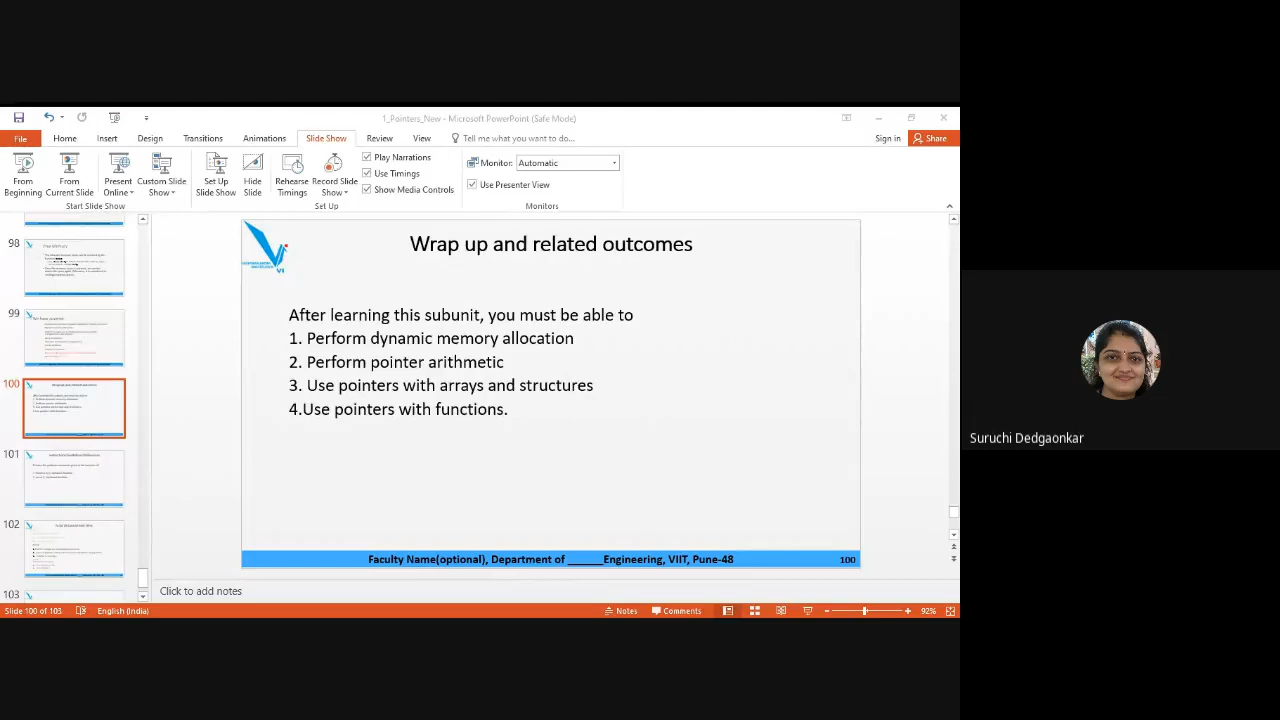 1_Pointers_New - Microsoft PowerPoint (Safe Mode)
File Home Insert Design Transitions Animations Slide Show Review View Tell me what you want to do... Sign in Share
From Beginning
From Current Slide
Present Online
Custom Slide Show
Set Up Slide Show
Hide Slide
Rehearse Timings
Record Slide Show
Play Narrations
Use Timings
Show Media Controls
Monitor: Automatic
Use Presenter View
Start Slide Show Set Up Monitors
98
99
100
101
102
103
VI
Wrap up and related outcomes
After learning this subunit, you must be able to
1. Perform dynamic memory allocation
2. Perform pointer arithmetic
3. Use pointers with arrays and structures
4.Use pointers with functions.
Faculty Name(optional), Department of ______Engineering, VIIT, Pune-48 100
Click to add notes
Slide 100 of 103 English (India) Notes Comments 92%
Suruchi Dedgaonkar